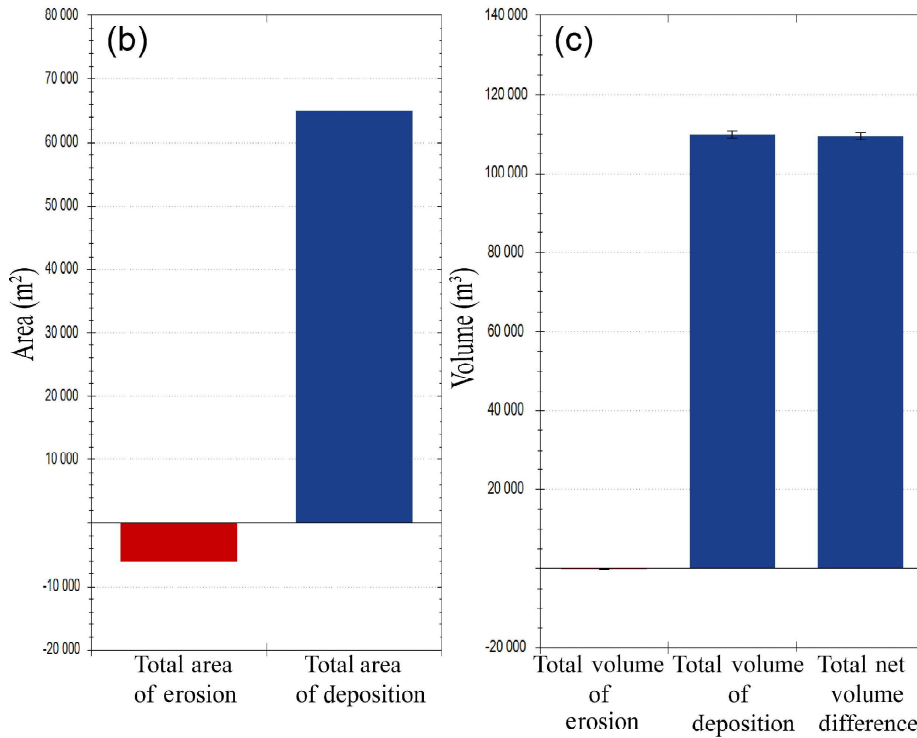 (b)
80 000
70 000
60 000
50 000
40 000
30 000
20 000
10 000
-10 000
-20 000
Area (m²)
Total area
of erosion
Total area
of deposition
(c)
140 000
120 000
100 000
80 000
60 000
40 000
20 000
-20 000
Volume (m³)
Total volume
of
erosion
Total volume
of
deposition
Total net
volume
difference